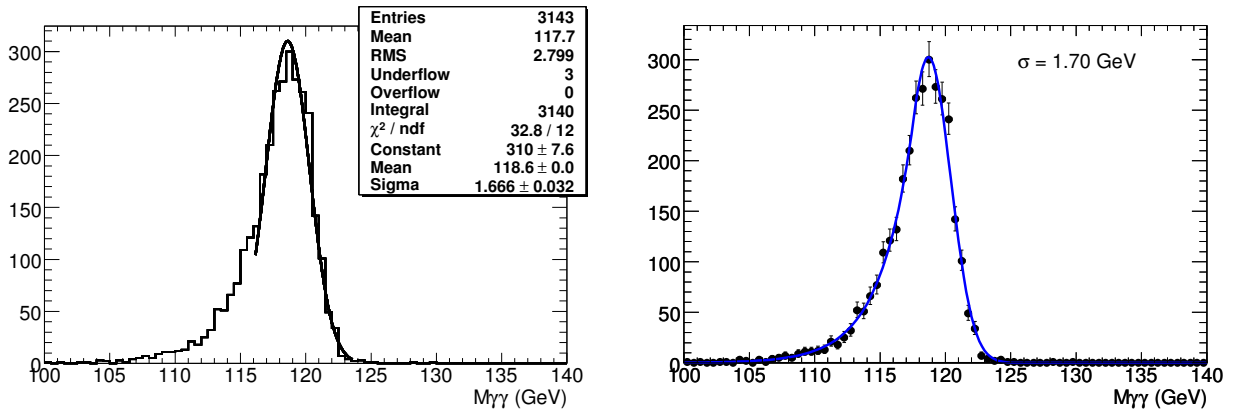 Entries 3143
Mean 117.7
RMS 2.799
Underflow 3
Overflow 0
Integral 3140
χ² / ndf 32.8 / 12
Constant 310 ± 7.6
Mean 118.6 ± 0.0
Sigma 1.666 ± 0.032
300
250
200
150
100
50
0
100 105 110 115 120 125 130 135 140
Mγγ (GeV)
σ = 1.70 GeV
300
250
200
150
100
50
0
100 105 110 115 120 125 130 135 140
Mγγ (GeV)